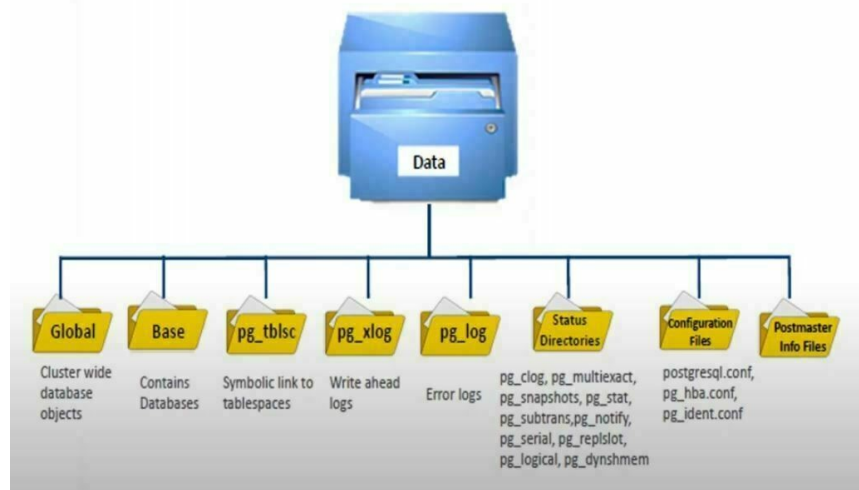 Data
Global
Base
pg_tblsc
pg_xlog
pg_log
Status
Directories
Configuration
Files
Postmaster
Info Files
Cluster wide
database
objects
Contains
Databases
Symbolic link to
tablespaces
Write ahead
logs
Error logs
pg_clog, pg_multiexact,
pg_snapshots, pg_stat,
pg_subtrans,pg_notify,
pg_serial, pg_replslot,
pg_logical, pg_dynshmem
postgresql.conf,
pg_hba.conf,
pg_ident.conf